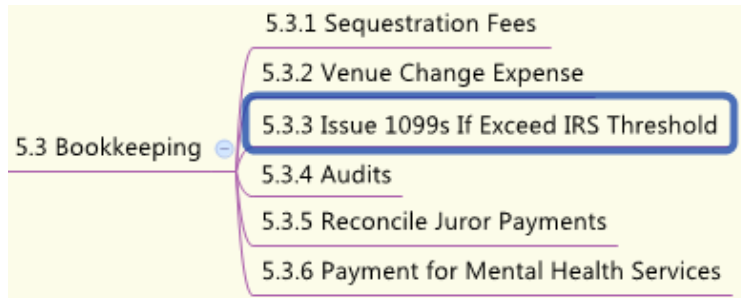 5.3.1 Sequestration Fees
5.3.2 Venue Change Expense
5.3.3 Issue 1099s If Exceed IRS Threshold
5.3 Bookkeeping
5.3.4 Audits
5.3.5 Reconcile Juror Payments
5.3.6 Payment for Mental Health Services